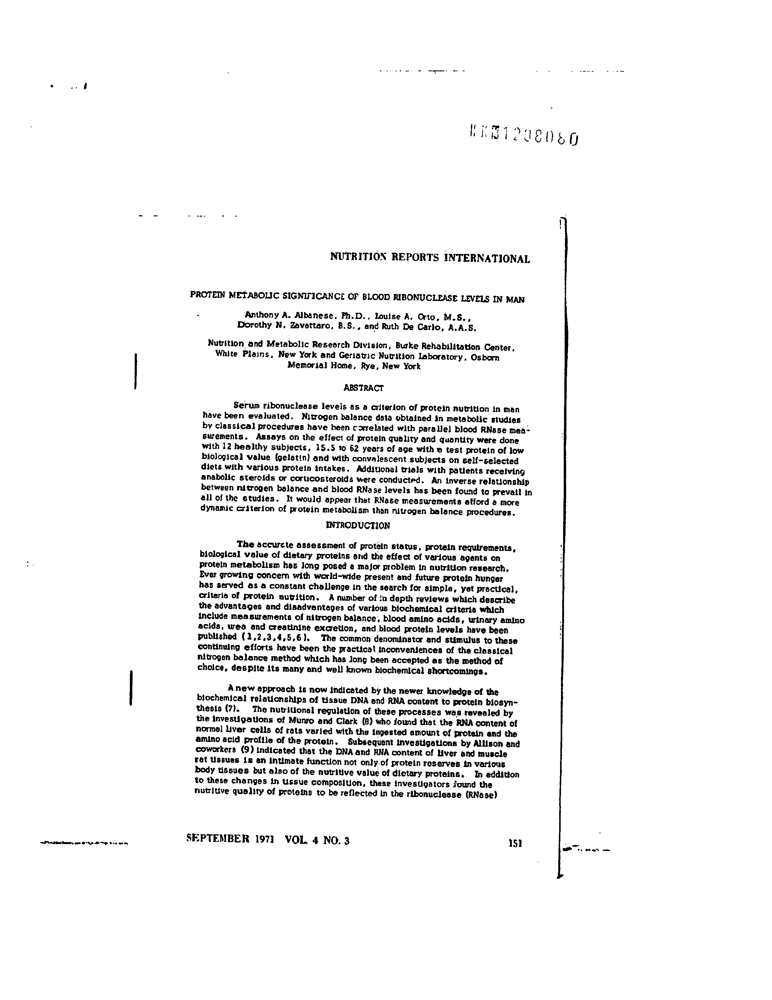 1208060
NUTRITION REPORTS INTERNATIONAL
PROTEIN METABOLIC SIGNIFICANCE OF BLOOD RIBONUCLEASE LEVELS IN MAN
Anthony A. Albanese, Ph.D., Louise A. Orto, M.S.,
Dorothy N. Zavattaro, B.S., and Ruth De Carlo, A.A.S.
Nutrition and Metabolic Research Division, Burke Rehabilitation Center,
White Plains, New York and Geriatric Nutrition Laboratory, Osborn
Memorial Home, Rye, New York
ABSTRACT
Serum ribonuclease levels as a criterion of protein nutrition in man
have been evaluated. Nitrogen balance data obtained in metabolic studies
by classical procedures have been correlated with parallel blood RNase mea-
surements. Assays on the effect of protein quality and quantity were done
with 12 healthy subjects, 15.5 to 62 years of age with a test protein of low
biological value (gelatin) and with convalescent subjects on self-selected
diets with various protein intakes. Additional trials with patients receiving
anabolic steroids or corticosteroids were conducted. An inverse relationship
between nitrogen balance and blood RNase levels has been found to prevail in
all of the studies. It would appear that RNase measurements afford a more
dynamic criterion of protein metabolism than nitrogen balance procedures.
INTRODUCTION
The accurate assessment of protein status, protein requirements,
biological value of dietary proteins and the effect of various agents on
protein metabolism has long posed a major problem in nutrition research.
Ever growing concern with world-wide present and future protein hunger
has served as a constant challenge in the search for simple, yet practical,
criteria of protein nutrition. A number of in depth reviews which describe
the advantages and disadvantages of various biochemical criteria which
include measurements of nitrogen balance, blood amino acids, urinary amino
acids, urea and creatinine excretion, and blood protein levels have been
published (1,2,3,4,5,6). The common denominator and stimulus to these
continuing efforts have been the practical inconveniences of the classical
nitrogen balance method which has long been accepted as the method of
choice, despite its many and well known biochemical shortcomings.
A new approach is now indicated by the newer knowledge of the
biochemical relationships of tissue DNA and RNA content to protein biosyn-
thesis (7). The nutritional regulation of these processes was revealed by
the investigations of Munro and Clark (8) who found that the RNA content of
normal liver cells of rats varied with the ingested amount of protein and the
amino acid profile of the protein. Subsequent investigations by Allison and
coworkers (9) indicated that the DNA and RNA content of liver and muscle
rat tissues is an intimate function not only of protein reserves in various
body tissues but also of the nutritive value of dietary proteins. In addition
to these changes in tissue composition, these investigators found the
nutritive quality of proteins to be reflected in the ribonuclease (RNase)
SEPTEMBER 1971 VOL. 4 NO. 3
151